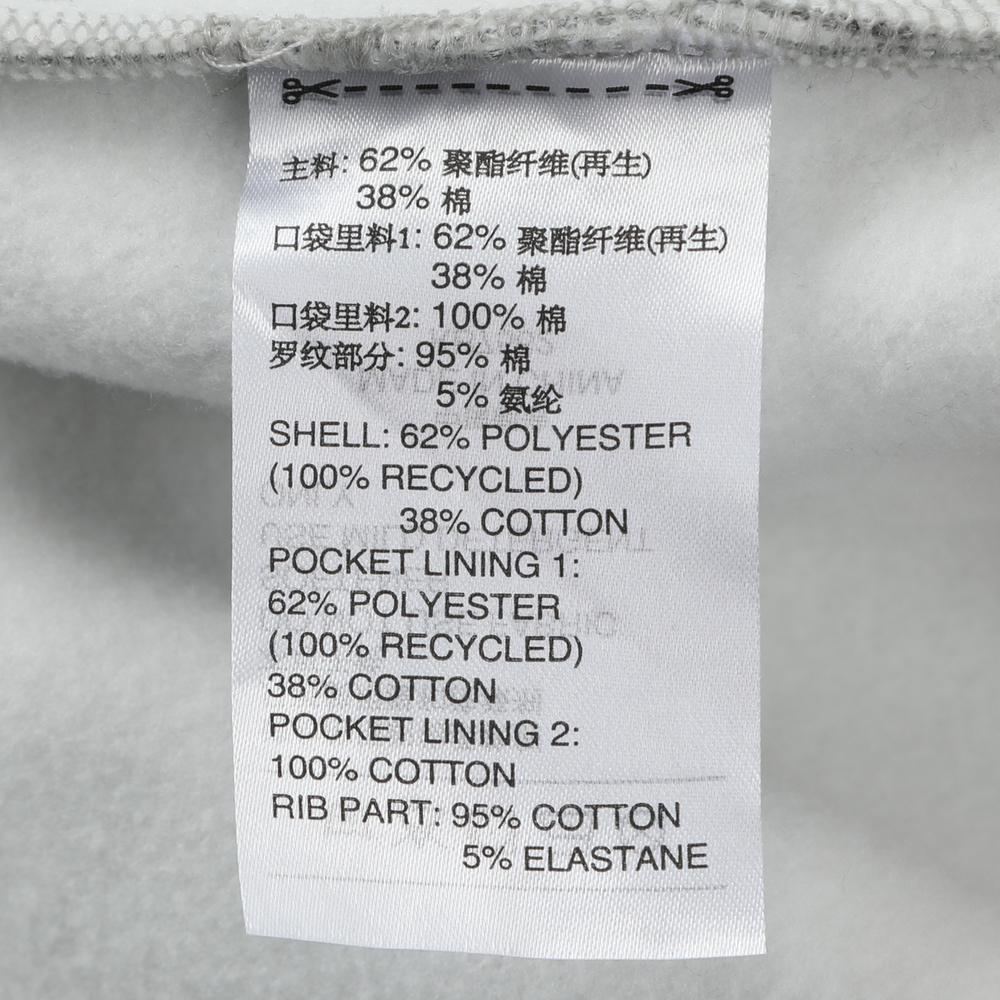 主料: 62% 聚酯纤维(再生)
38% 棉
口袋里料1: 62% 聚酯纤维(再生)
38% 棉
口袋里料2: 100% 棉
罗纹部分: 95% 棉
5% 氨纶
SHELL: 62% POLYESTER
(100% RECYCLED)
38% COTTON
POCKET LINING 1:
62% POLYESTER
(100% RECYCLED)
38% COTTON
POCKET LINING 2:
100% COTTON
RIB PART: 95% COTTON
5% ELASTANE